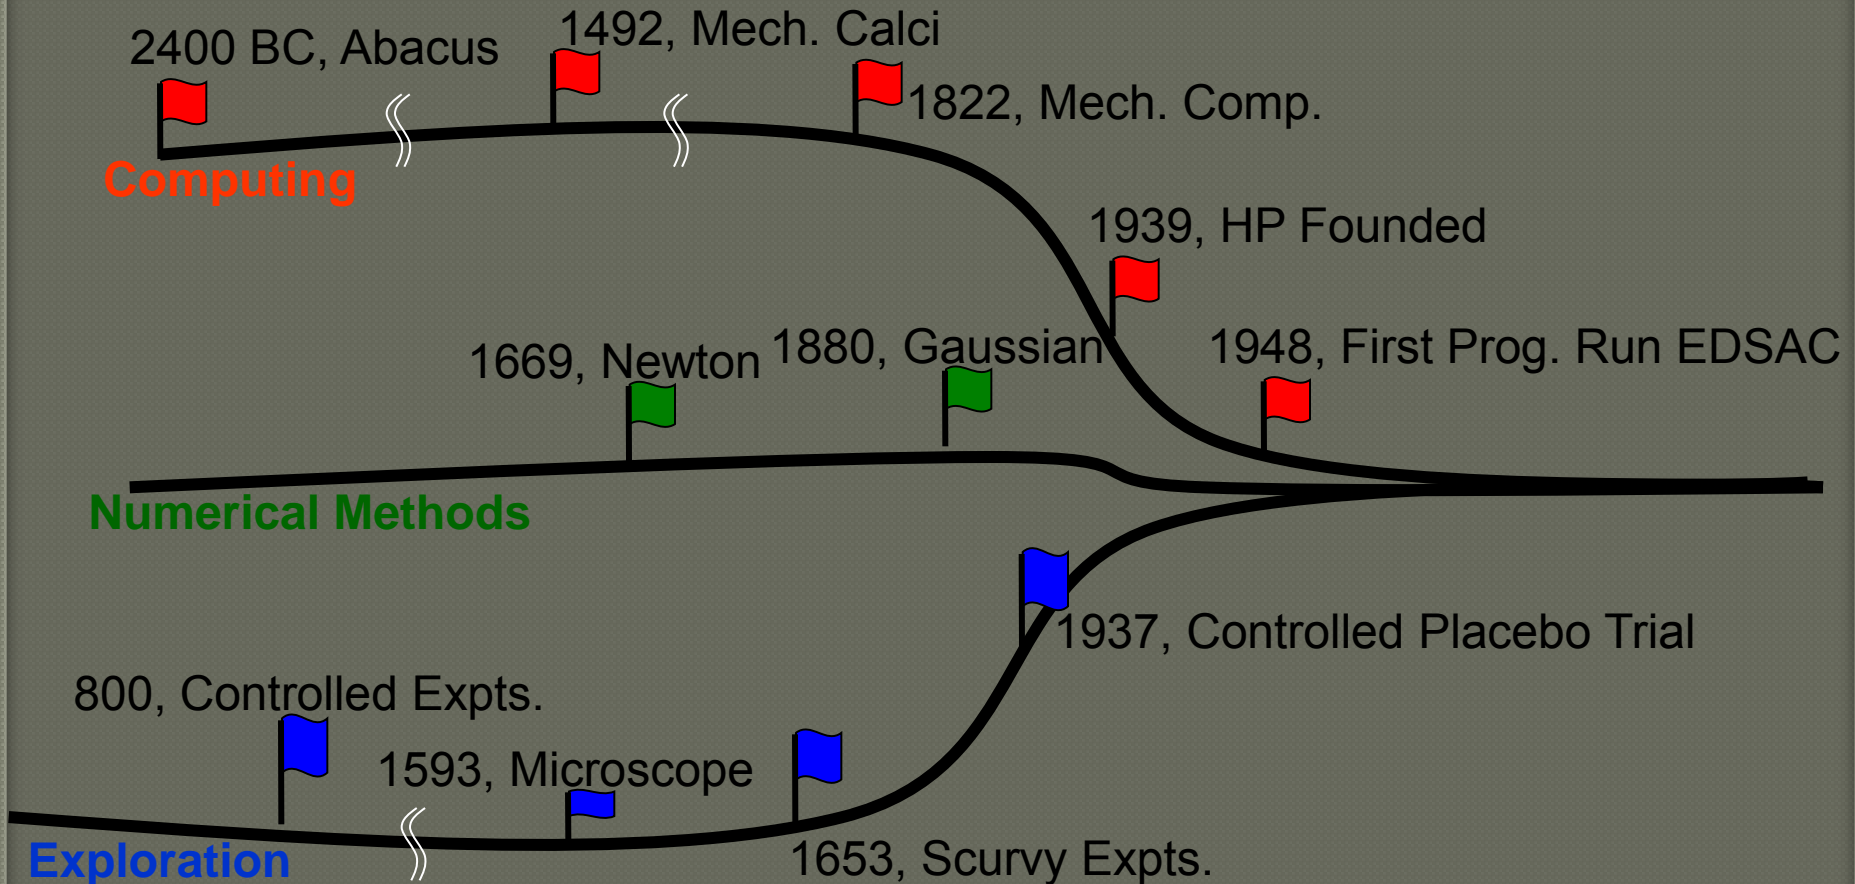 2400 BC, Abacus
1492, Mech. Calci
1822, Mech. Comp.
Computing
1939, HP Founded
1669, Newton
1880, Gaussian
1948, First Prog. Run EDSAC
Numerical Methods
1937, Controlled Placebo Trial
800, Controlled Expts.
1593, Microscope
1653, Scurvy Expts.
Exploration